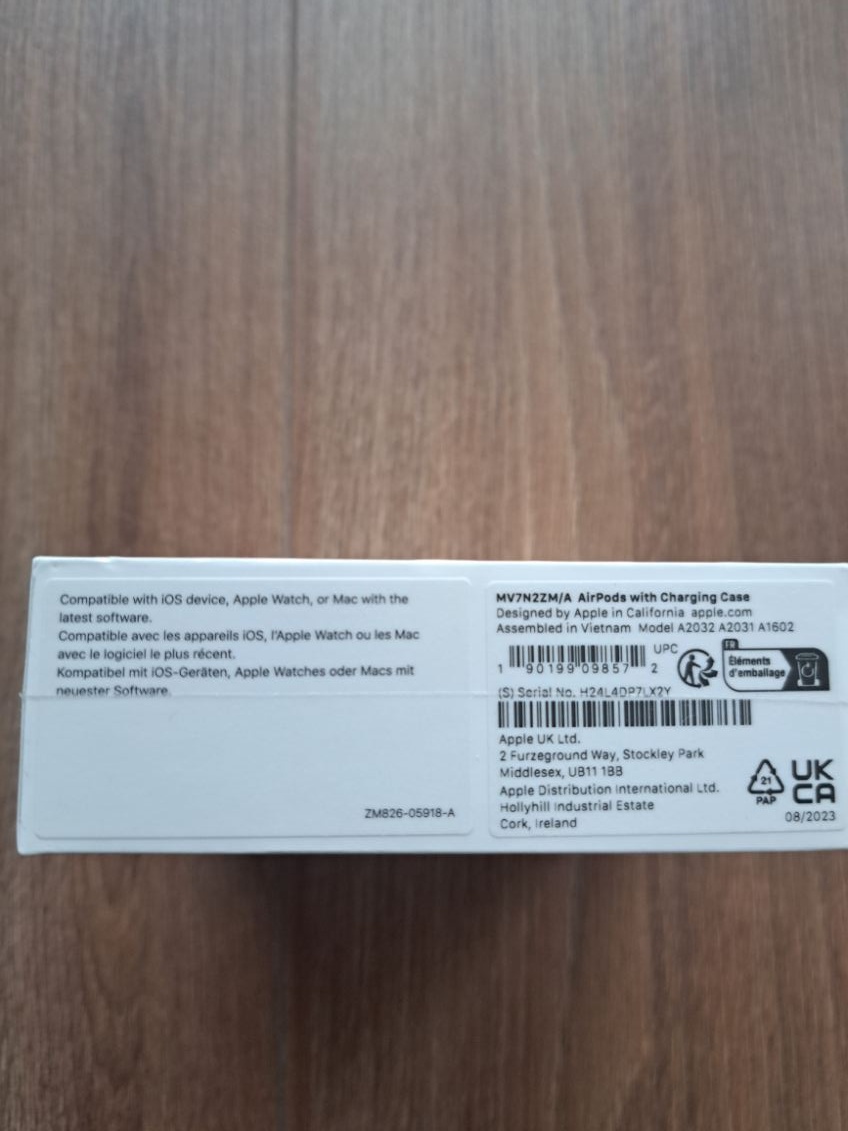 Compatible with iOS device, Apple Watch, or Mac with the
latest software.
Compatible avec les appareils iOS, l'Apple Watch ou les Mac
avec le logiciel le plus récent.
Kompatibel mit iOS-Geräten, Apple Watches oder Macs mit
neuester Software.
ZM826-05918-A
MV7N2ZM/A AirPods with Charging Case
Designed by Apple in California apple.com
Assembled in Vietnam Model A2032 A2031 A1602
UPC
1 90199 09857 2
FR
Éléments
d'emballage
(S) Serial No. H24L4DP7LX2Y
Apple UK Ltd.
2 Furzeground Way, Stockley Park
Middlesex, UB11 1BB
Apple Distribution International Ltd.
Hollyhill Industrial Estate
Cork, Ireland
21
PAP
UK
CA
08/2023